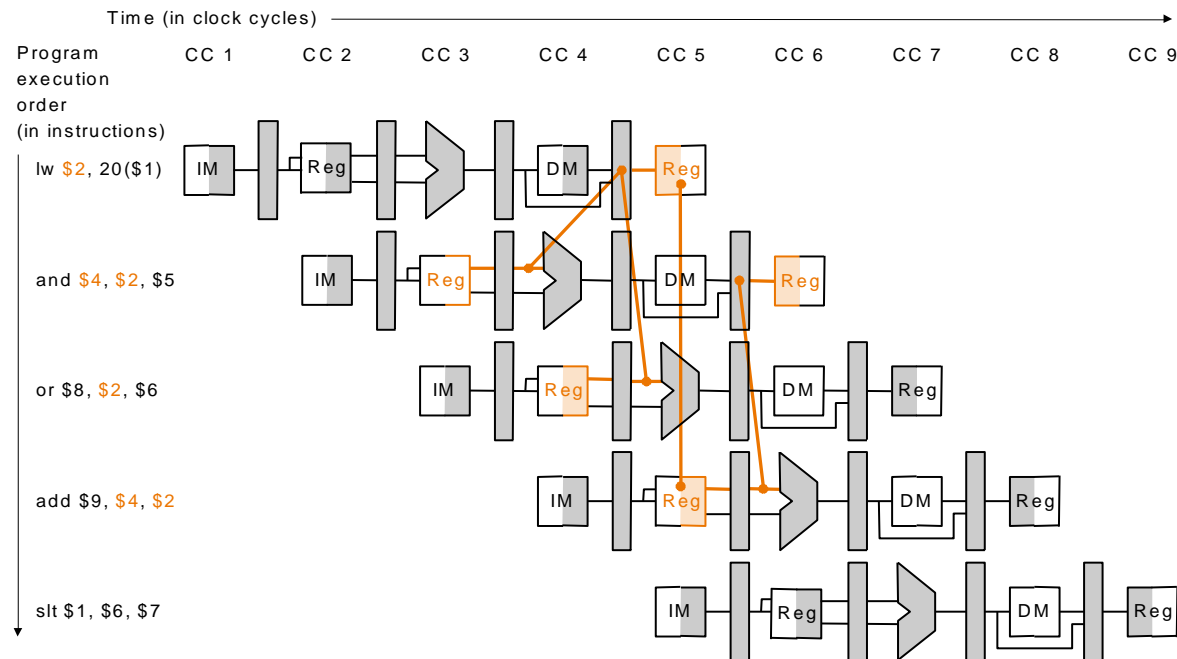 Time (in clock cycles)
Program
execution
order
(in instructions)
CC 1 CC 2 CC 3 CC 4 CC 5 CC 6 CC 7 CC 8 CC 9
lw $2, 20($1) IM Reg DM Reg
and $4, $2, $5 IM Reg DM Reg
or $8, $2, $6 IM Reg DM Reg
add $9, $4, $2 IM Reg DM Reg
slt $1, $6, $7 IM Reg DM Reg